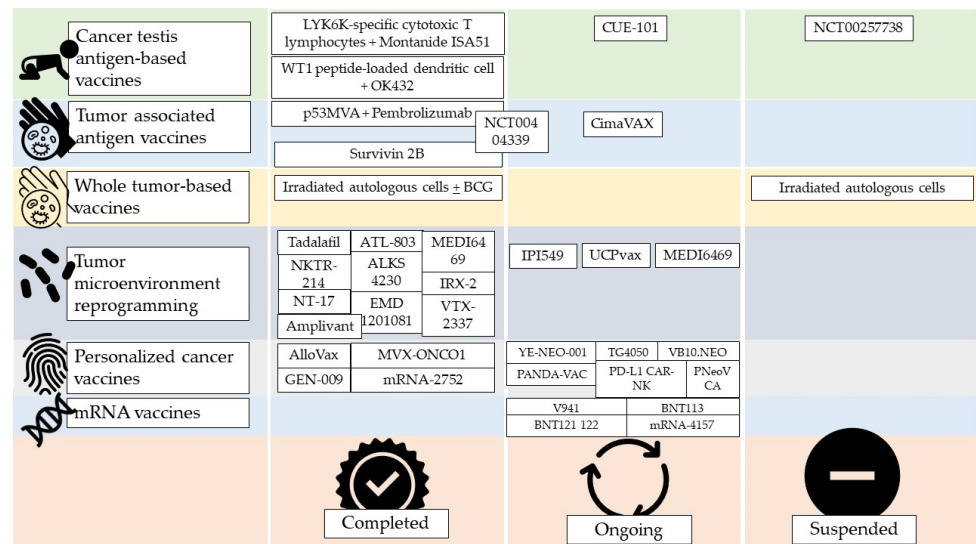 Cancer testis
antigen-based
vaccines
LYK6K-specific cytotoxic T
lymphocytes + Montanide ISA51
WT1 peptide-loaded dendritic cell
+ OK432
CUE-101
NCT00257738
Tumor associated
antigen vaccines
p53MVA + Pembrolizumab
Survivin 2B
NCT004
04339
CimaVAX
Whole tumor-based
vaccines
Irradiated autologous cells ± BCG
Irradiated autologous cells
Tumor
microenvironment
reprogramming
Tadalafil
NKTR-
214
NT-17
Amplivant
ATL-803
ALKS
4230
EMD
1201081
MEDI64
69
IRX-2
VTX-
2337
IPI549
UCPvax
MEDI6469
Personalized cancer
vaccines
AlloVax
MVX-ONCO1
GEN-009
mRNA-2752
YE-NEO-001
TG4050
VB10.NEO
PANDA-VAC
PD-L1 CAR-
NK
PNeoV
CA
mRNA vaccines
V941
BNT113
BNT121 122
mRNA-4157
Completed
Ongoing
Suspended